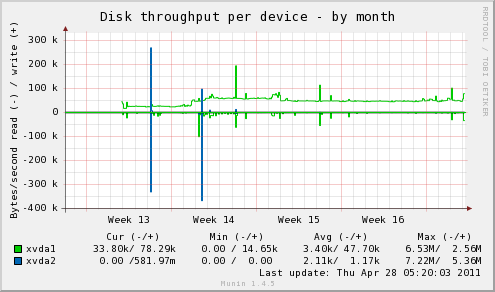 Disk throughput per device - by month
RRDTOOL / TOBI OETIKER
Bytes/second read (-) / write (+)
300 k
200 k
100 k
0
-100 k
-200 k
-300 k
-400 k
Week 13 Week 14 Week 15 Week 16
Cur (-/+) Min (-/+) Avg (-/+) Max (-/+)
xvda1 33.80k/ 78.29k 0.00 / 14.65k 3.40k/ 47.70k 6.53M/ 2.56M
xvda2 0.00 /581.97m 0.00 / 0.00 2.11k/ 1.17k 7.22M/ 5.36M
Last update: Thu Apr 28 05:20:03 2011
Munin 1.4.5